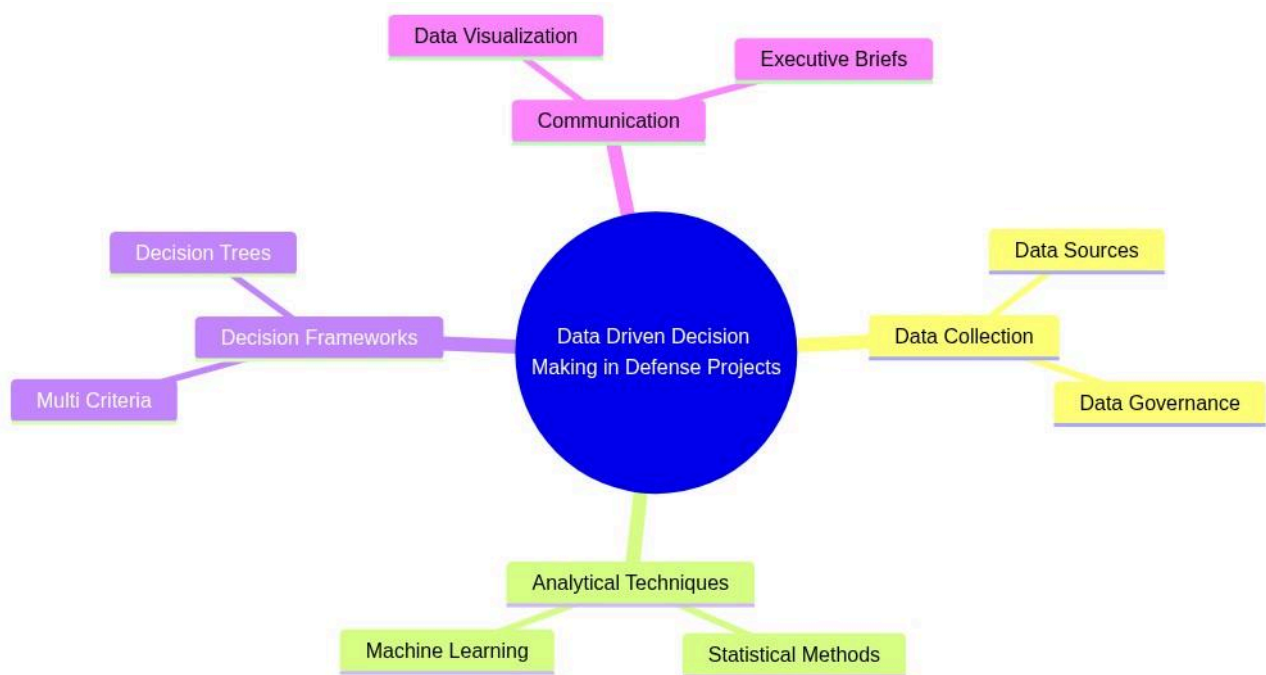 Data Visualization
Executive Briefs
Communication
Decision Trees
Data Sources
Decision Frameworks
Data Driven Decision
Making in Defense Projects
Data Collection
Multi Criteria
Data Governance
Analytical Techniques
Machine Learning
Statistical Methods